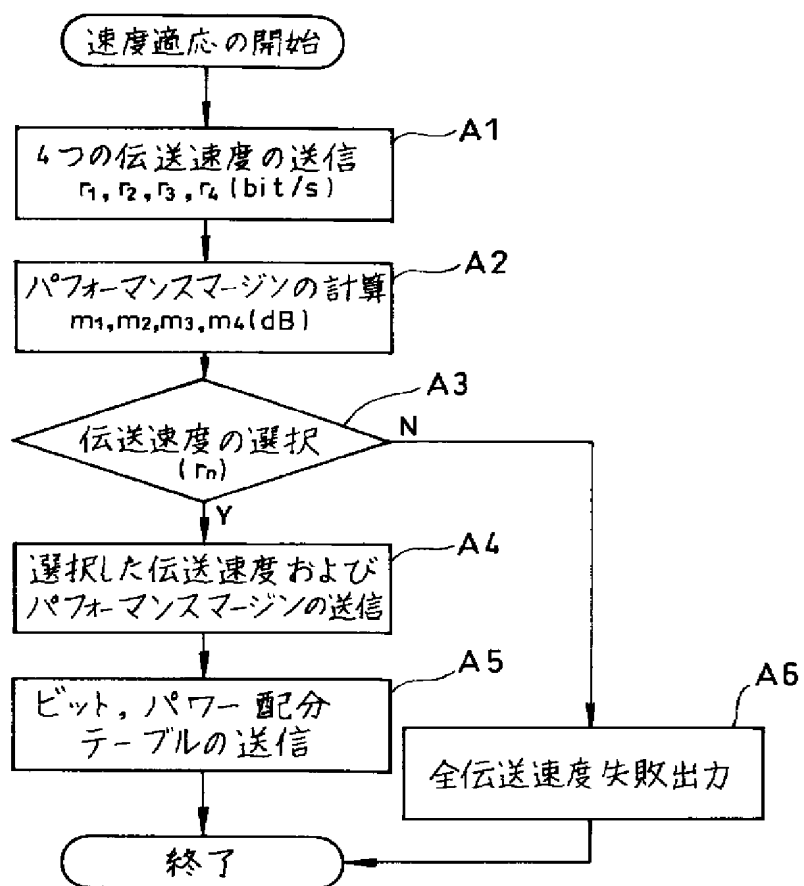 速度適応の開始
A1
4つの伝送速度の送信
r1,r2,r3,r4(bit/s)
A2
パフォーマンスマージンの計算
m1,m2,m3,m4(dB)
A3
伝送速度の選択
(rn)
N
Y
A4
選択した伝送速度および
パフォーマンスマージンの送信
A5
ビット,パワー配分
テーブルの送信
A6
全伝送速度失敗出力
終了